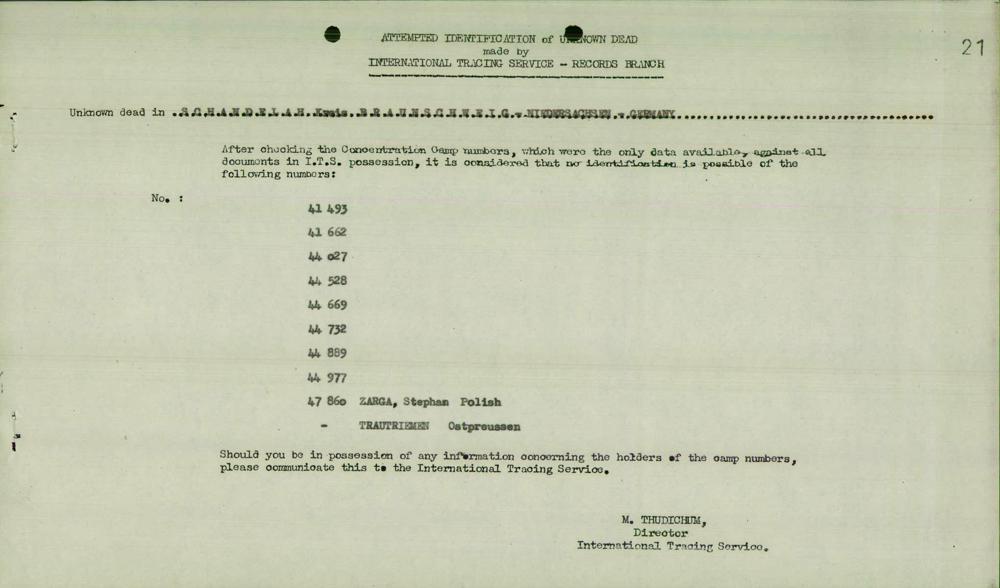 ATTEMPTED IDENTIFICATION of UNKNOWN DEAD
made by
INTERNATIONAL TRACING SERVICE - RECORDS BRANCH
21
Unknown dead in ..S.C.H.A.N.D.E.L.A.H. Kreis. B.R.A.U.N.S.C.H.W.E.I.G.- NIEDERSACHSEN.- GERMANY..........
After checking the Concentration Camp numbers, which were the only data available, against all
documents in I.T.S. possession, it is considered that no identification is possible of the
following numbers:
No. :
41 493
41 662
44 027
44 528
44 669
44 732
44 889
44 977
47 860 ZARGA, Stephan Polish
- TRAUTRIEMEN Ostpreussen
Should you be in possession of any information concerning the holders of the camp numbers,
please communicate this to the International Tracing Service.
M. THUDICHUM,
Director
International Tracing Service.